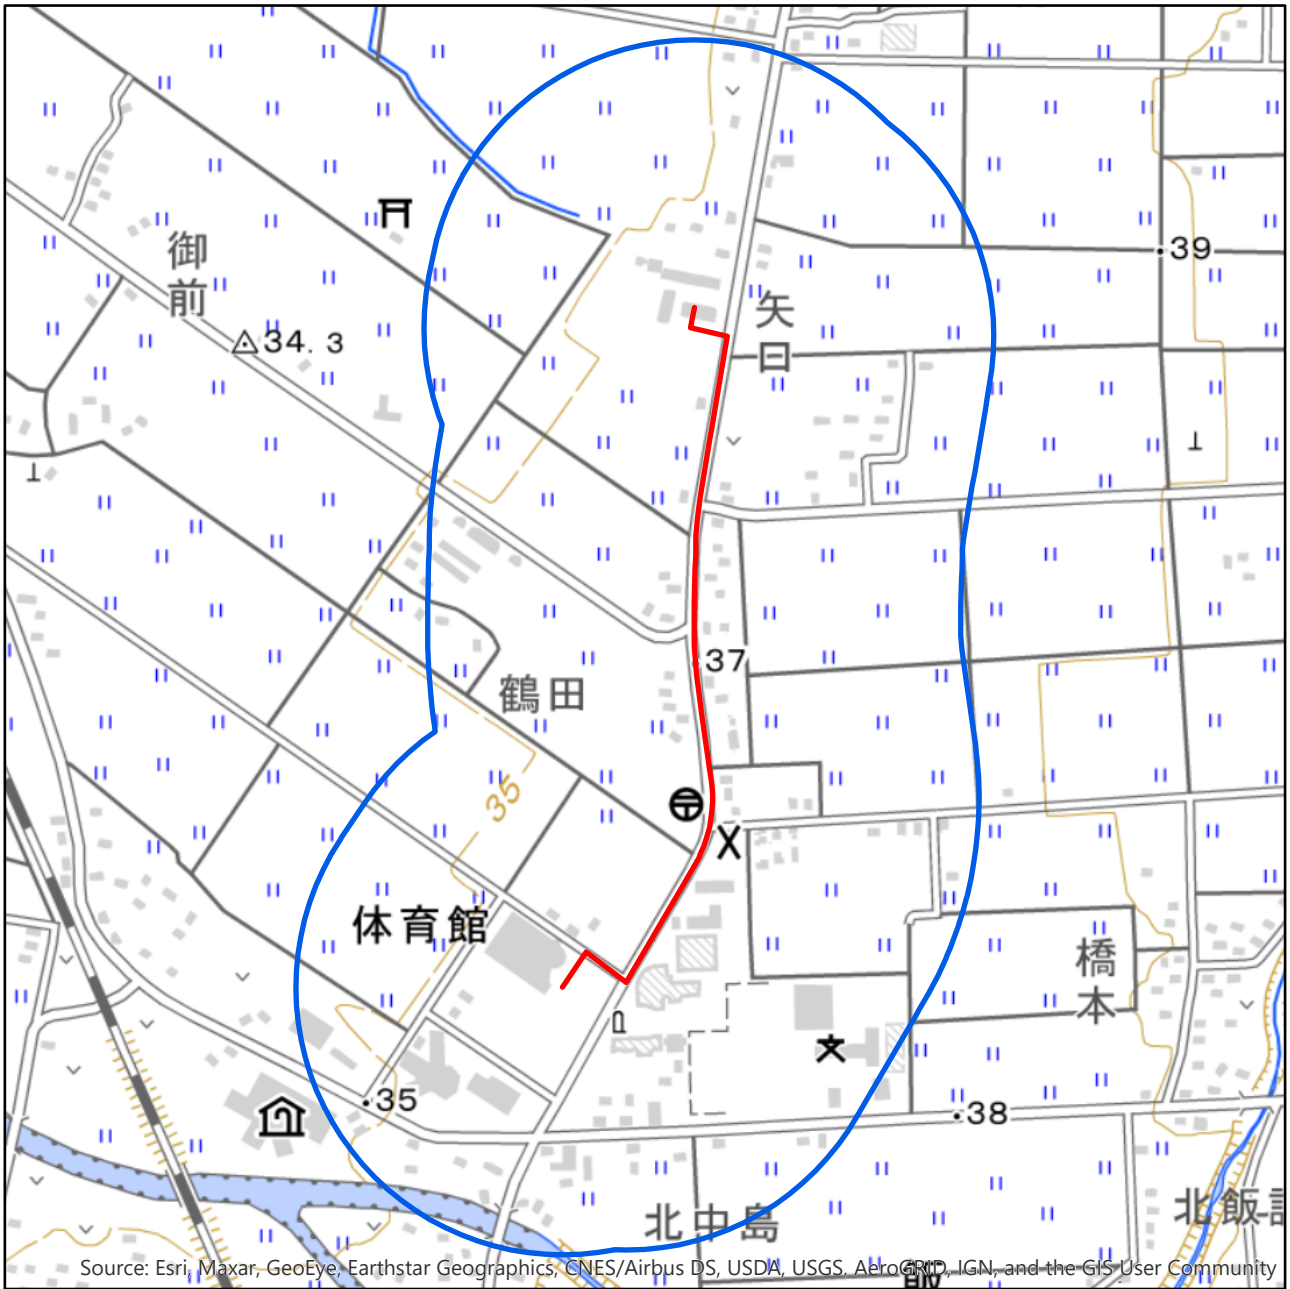 39
御前
矢臼
34.3
37
鶴田
35
体育館
橋本
35
38
北中島
北飯
Source: Esri, Maxar, GeoEye, Earthstar Geographics, CNES/Airbus DS, USDA, USGS, AeroGRID, IGN, and the GIS User Community